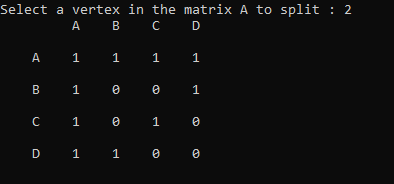 Select a vertex in the matrix A to split : 2
A B C D
A 1 1 1 1
B 1 0 0 1
C 1 0 1 0
D 1 1 0 0